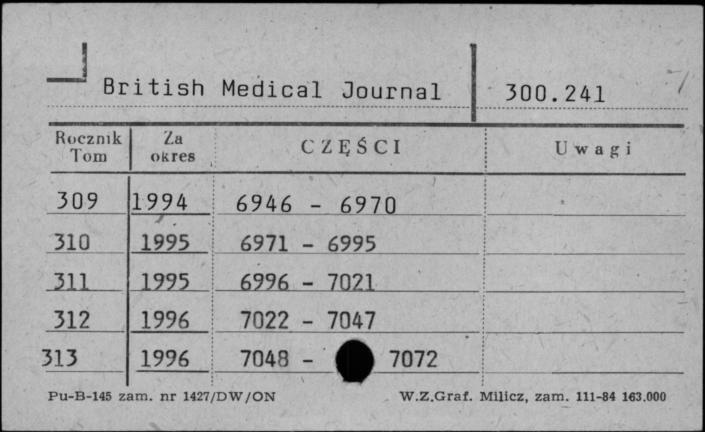 British Medical Journal 300.241
Rocznik Tom Za okres CZĘŚCI Uwagi
309 1994 6946 - 6970
310 1995 6971 - 6995
311 1995 6996 - 7021
312 1996 7022 - 7047
313 1996 7048 - 7072
Pu-B-145 zam. nr 1427/DW/ON W.Z.Graf. Milicz, zam. 111-84 163.000